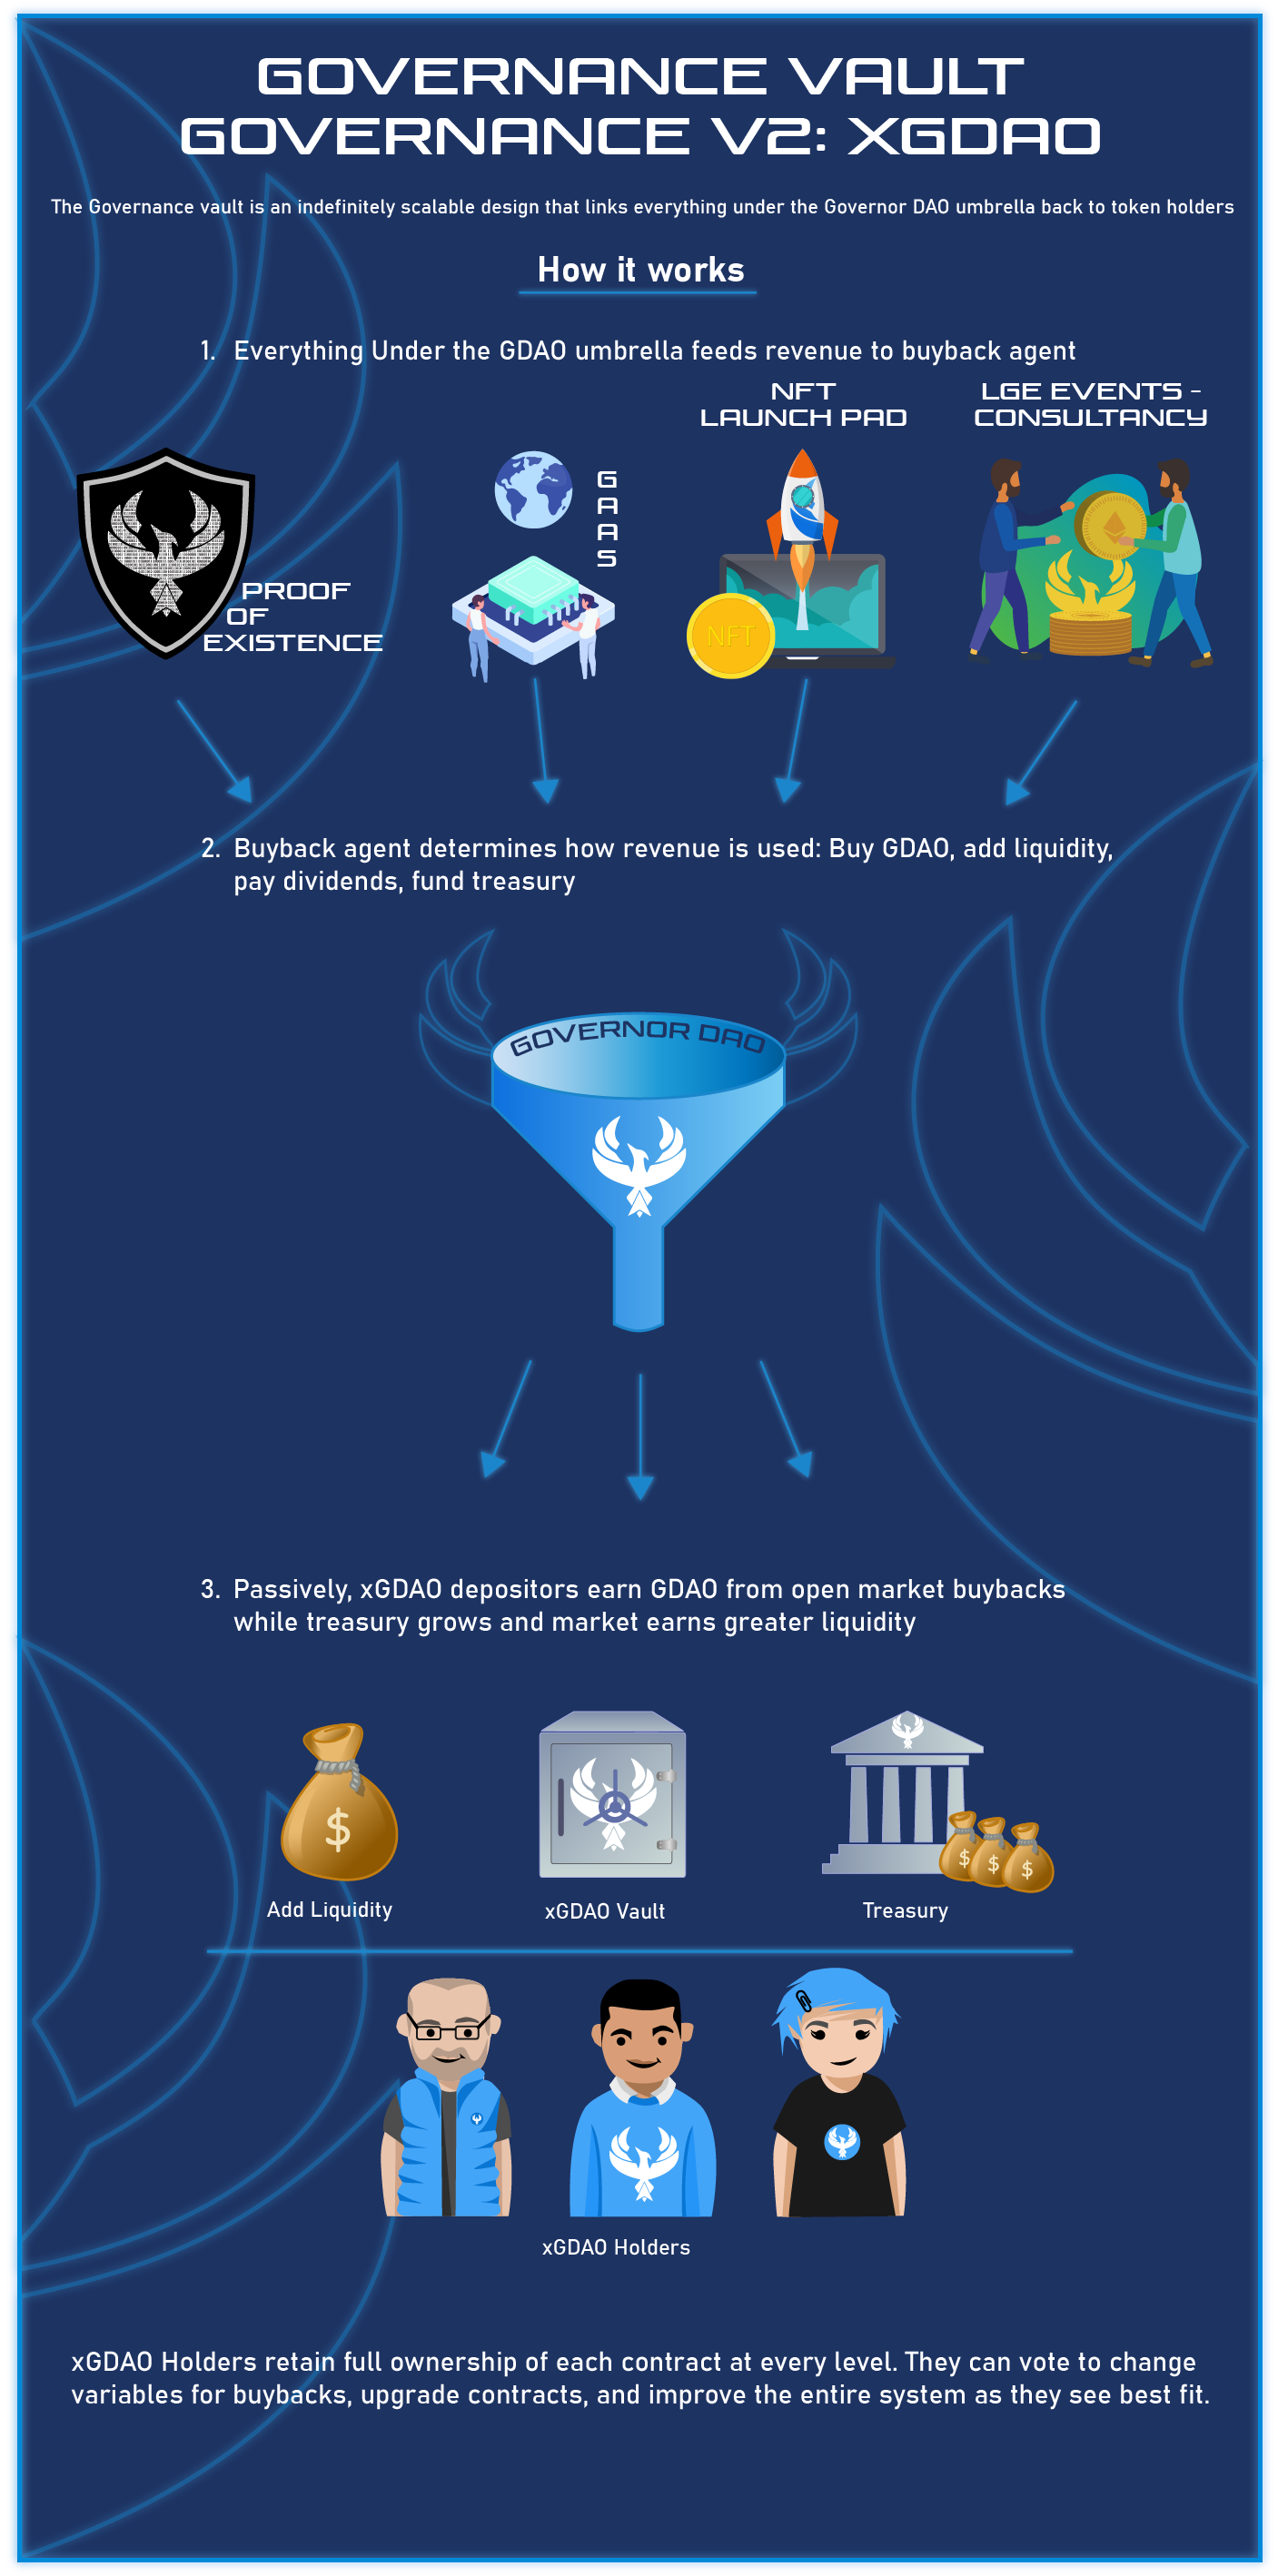 GOVERNANCE VAULT
GOVERNANCE V2: XGDAO
The Governance vault is an indefinitely scalable design that links everything under the Governor DAO umbrella back to token holders
How it works
1. Everything Under the GDAO umbrella feeds revenue to buyback agent
PROOF
OF
EXISTENCE
G
A
A
S
NFT
LAUNCH PAD
NFT
LGE EVENTS -
CONSULTANCY
2. Buyback agent determines how revenue is used: Buy GDAO, add liquidity,
pay dividends, fund treasury
GOVERNOR DAO
3. Passively, xGDAO depositors earn GDAO from open market buybacks
while treasury grows and market earns greater liquidity
$
$ $ $
Add Liquidity
xGDAO Vault
Treasury
xGDAO Holders
xGDAO Holders retain full ownership of each contract at every level. They can vote to change
variables for buybacks, upgrade contracts, and improve the entire system as they see best fit.